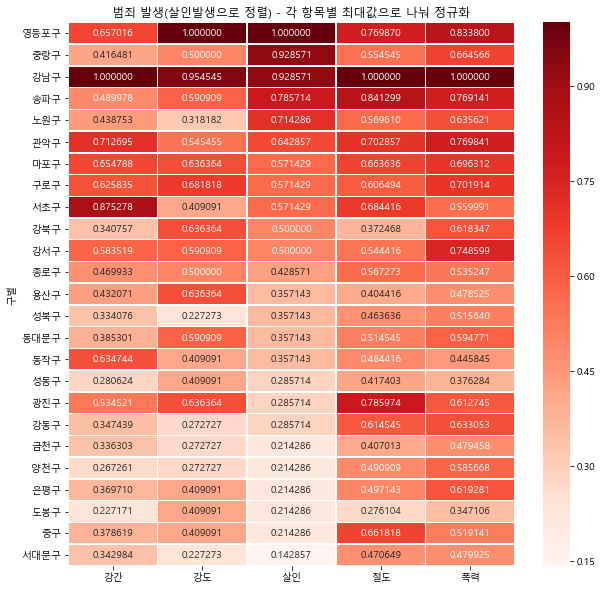 범죄 발생(살인발생으로 정렬) - 각 항목별 최대값으로 나눠 정규화
구별
영등포구 0.657016 1.000000 1.000000 0.769870 0.833800
중랑구 0.416481 0.500000 0.928571 0.554545 0.664566
강남구 1.000000 0.954545 0.928571 1.000000 1.000000
송파구 0.489978 0.590909 0.785714 0.841299 0.769141
노원구 0.438753 0.318182 0.714286 0.569610 0.635621
관악구 0.712695 0.545455 0.642857 0.702857 0.769841
마포구 0.654788 0.636364 0.571429 0.663636 0.696312
구로구 0.625835 0.681818 0.571429 0.606494 0.701914
서초구 0.875278 0.409091 0.571429 0.684416 0.559991
강북구 0.340757 0.636364 0.500000 0.372468 0.618347
강서구 0.583519 0.590909 0.500000 0.544416 0.748599
종로구 0.469933 0.500000 0.428571 0.567273 0.535247
용산구 0.432071 0.636364 0.357143 0.404416 0.478525
성북구 0.334076 0.227273 0.357143 0.463636 0.515640
동대문구 0.385301 0.590909 0.357143 0.514545 0.594771
동작구 0.634744 0.409091 0.357143 0.484416 0.445845
성동구 0.280624 0.409091 0.285714 0.417403 0.376284
광진구 0.534521 0.636364 0.285714 0.785974 0.612745
강동구 0.347439 0.272727 0.285714 0.614545 0.633053
금천구 0.336303 0.272727 0.214286 0.407013 0.479458
양천구 0.267261 0.272727 0.214286 0.490909 0.585668
은평구 0.369710 0.409091 0.214286 0.497143 0.619281
도봉구 0.227171 0.409091 0.214286 0.276104 0.347106
중구 0.378619 0.409091 0.214286 0.661818 0.519141
서대문구 0.342984 0.227273 0.142857 0.470649 0.479925
강간 강도 살인 절도 폭력
0.90
0.75
0.60
0.45
0.30
0.15